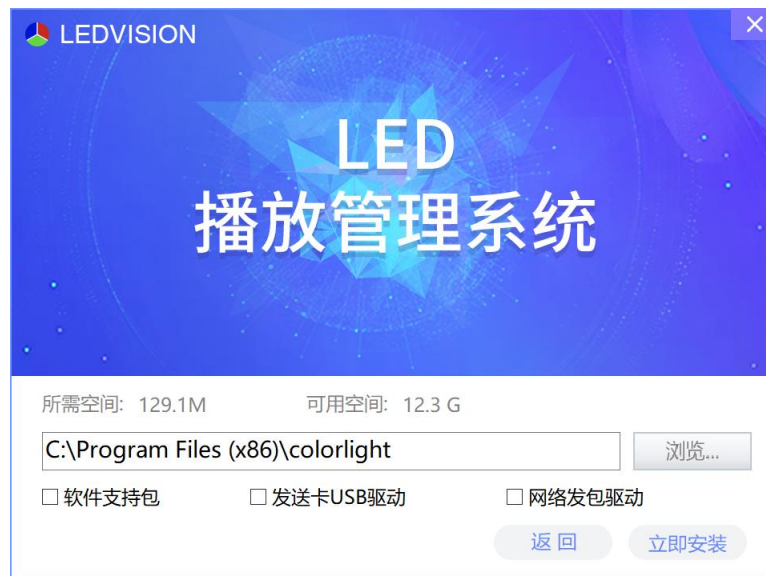 LEDVISION
LED
播放管理系统
所需空间: 129.1M 可用空间: 12.3 G
C:\Program Files (x86)\colorlight 浏览...
软件支持包 发送卡USB驱动 网络发包驱动
返回 立即安装